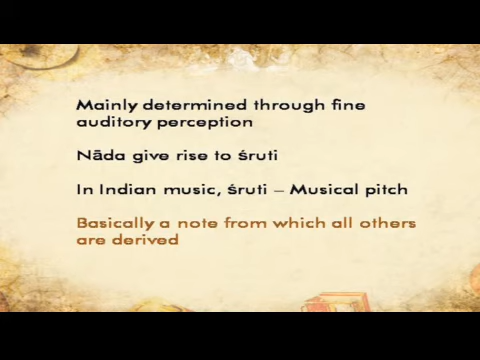 Mainly determined through fine
auditory perception
Nāda give rise to śruti
In Indian music, śruti – Musical pitch
Basically a note from which all others
are derived